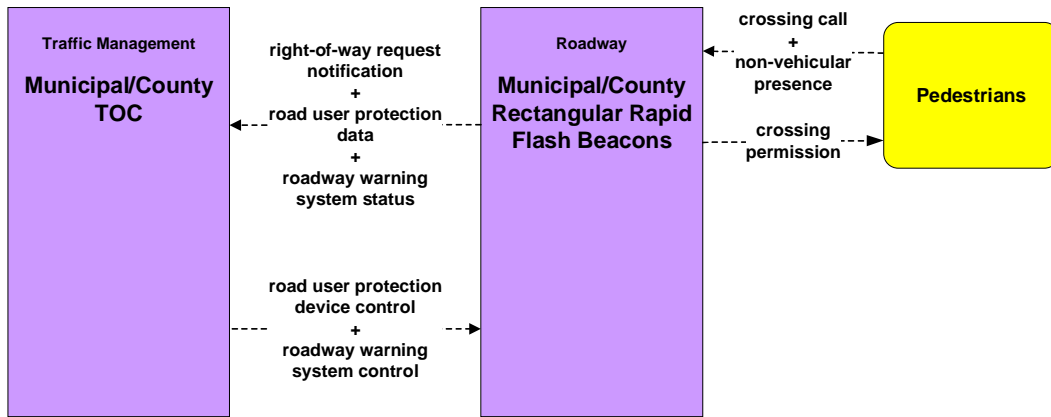 Traffic Management
Municipal/County
TOC
right-of-way request
notification
+
road user protection
data
+
roadway warning
system status
road user protection
device control
+
roadway warning
system control
Roadway
Municipal/County
Rectangular Rapid
Flash Beacons
crossing call
+
non-vehicular
presence
crossing
permission
Pedestrians